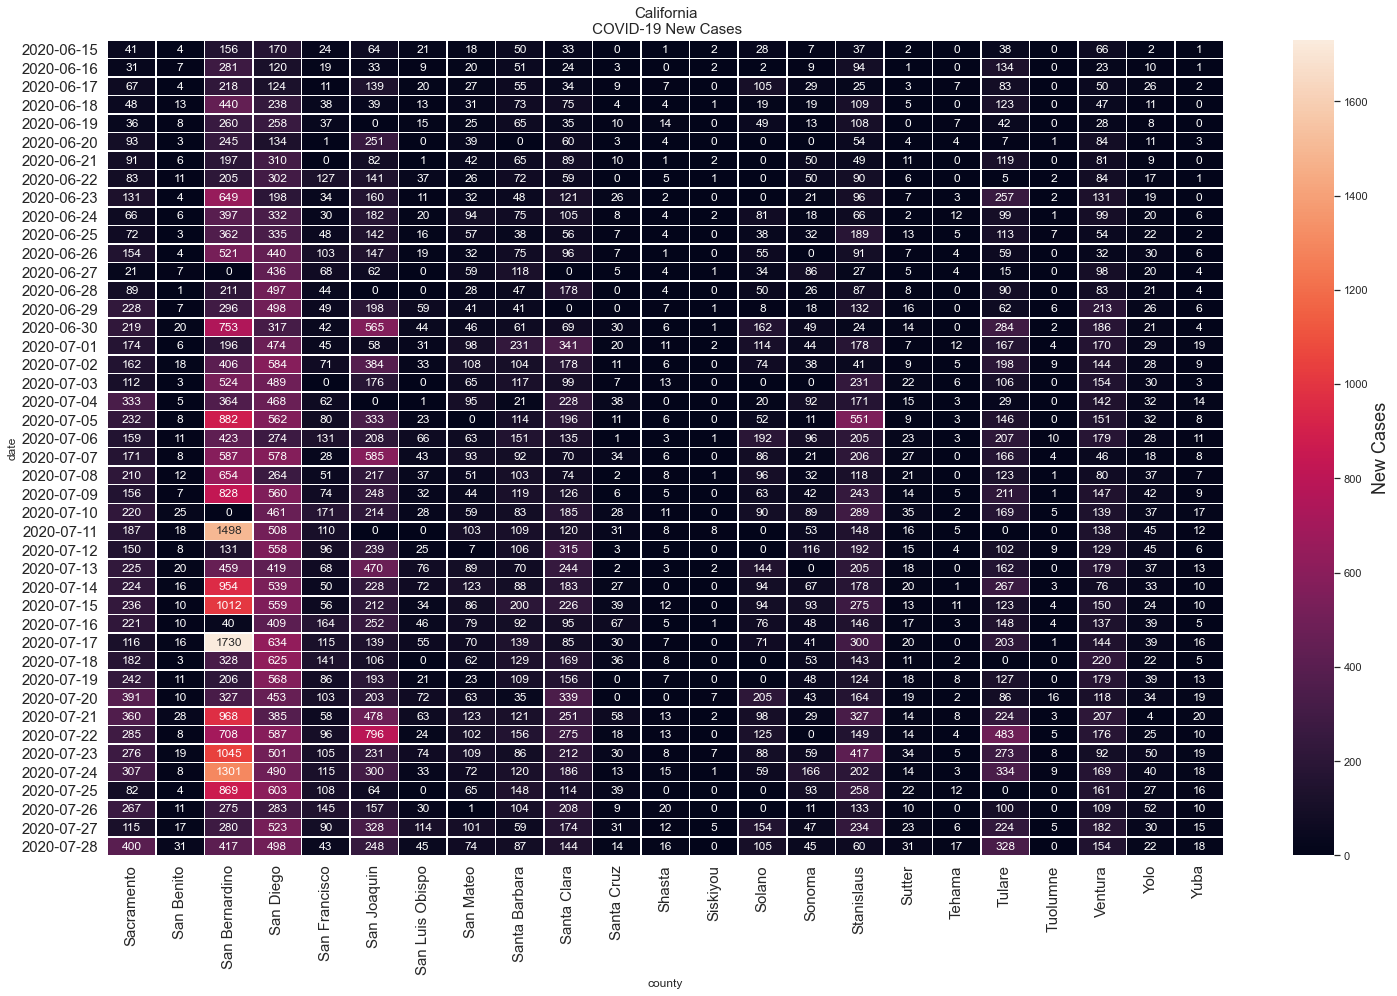 California
COVID-19 New Cases
2020-06-15 41 4 156 170 24 64 21 18 50 33 0 1 2 28 7 37 2 0 38 0 66 2 1
2020-06-16 31 7 281 120 19 33 9 20 51 24 3 0 2 2 9 94 1 0 134 0 23 10 1
2020-06-17 67 4 218 124 11 139 20 27 55 34 9 7 0 105 29 25 3 7 83 0 50 26 2
2020-06-18 48 13 440 238 38 39 13 31 73 75 4 4 1 19 19 109 5 0 123 0 47 11 0
2020-06-19 36 8 260 258 37 0 15 25 65 35 10 14 0 49 13 108 0 7 42 0 28 8 0
2020-06-20 93 3 245 134 1 251 0 39 0 60 3 4 0 0 0 54 4 4 7 1 84 11 3
2020-06-21 91 6 197 310 0 82 1 42 65 89 10 1 2 0 50 49 11 0 119 0 81 9 0
2020-06-22 83 11 205 302 127 141 37 26 72 59 0 5 1 0 50 90 6 0 5 2 84 17 1
2020-06-23 131 4 649 198 34 160 11 32 48 121 26 2 0 0 21 96 7 3 257 2 131 19 0
2020-06-24 66 6 397 332 30 182 20 94 75 105 8 4 2 81 18 66 2 12 99 1 99 20 6
2020-06-25 72 3 362 335 48 142 16 57 38 56 7 4 0 38 32 189 13 5 113 7 54 22 2
2020-06-26 154 4 521 440 103 147 19 32 75 96 7 1 0 55 0 91 7 4 59 0 32 30 6
2020-06-27 21 7 0 436 68 62 0 59 118 0 5 4 1 34 86 27 5 4 15 0 98 20 4
2020-06-28 89 1 211 497 44 0 0 28 47 178 0 4 0 50 26 87 8 0 90 0 83 21 4
2020-06-29 228 7 296 498 49 198 59 41 41 0 0 7 1 8 18 132 16 0 62 6 213 26 6
2020-06-30 219 20 753 317 42 565 44 46 61 69 30 6 1 162 49 24 14 0 284 2 186 21 4
2020-07-01 174 6 196 474 45 58 31 98 231 341 20 11 2 114 44 178 7 12 167 4 170 29 19
2020-07-02 162 18 406 584 71 384 33 108 104 178 11 6 0 74 38 41 9 5 198 9 144 28 9
2020-07-03 112 3 524 489 0 176 0 65 117 99 7 13 0 0 0 231 22 6 106 0 154 30 3
2020-07-04 333 5 364 468 62 0 1 95 21 228 38 0 0 20 92 171 15 3 29 0 142 32 14
2020-07-05 232 8 882 562 80 333 23 0 114 196 11 6 0 52 11 551 9 3 146 0 151 32 8
2020-07-06 159 11 423 274 131 208 66 63 151 135 1 3 1 192 96 205 23 3 207 10 179 28 11
2020-07-07 171 8 587 578 28 585 43 93 92 70 34 6 0 86 21 206 27 0 166 4 46 18 8
2020-07-08 210 12 654 264 51 217 37 51 103 74 2 8 1 96 32 118 21 0 123 1 80 37 7
2020-07-09 156 7 828 560 74 248 32 44 119 126 6 5 0 63 42 243 14 5 211 1 147 42 9
2020-07-10 220 25 0 461 171 214 28 59 83 185 28 11 0 90 89 289 35 2 169 5 139 37 17
2020-07-11 187 18 1498 508 110 0 0 103 109 120 31 8 8 0 53 148 16 5 0 0 138 45 12
2020-07-12 150 8 131 558 96 239 25 7 106 315 3 5 0 0 116 192 15 4 102 9 129 45 6
2020-07-13 225 20 459 419 68 470 76 89 70 244 2 3 2 144 0 205 18 0 162 0 179 37 13
2020-07-14 224 16 954 539 50 228 72 123 88 183 27 0 0 94 67 178 20 1 267 3 76 33 10
2020-07-15 236 10 1012 559 56 212 34 86 200 226 39 12 0 94 93 275 13 11 123 4 150 24 10
2020-07-16 221 10 40 409 164 252 46 79 92 95 67 5 1 76 48 146 17 3 148 4 137 39 5
2020-07-17 116 16 1730 634 115 139 55 70 139 85 30 7 0 71 41 300 20 0 203 1 144 39 16
2020-07-18 182 3 328 625 141 106 0 62 129 169 36 8 0 0 53 143 11 2 0 0 220 22 5
2020-07-19 242 11 206 568 86 193 21 23 109 156 0 7 0 0 48 124 18 8 127 0 179 39 13
2020-07-20 391 10 327 453 103 203 72 63 35 339 0 0 7 205 43 164 19 2 86 16 118 34 19
2020-07-21 360 28 968 385 58 478 63 123 121 251 58 13 2 98 29 327 14 8 224 3 207 4 20
2020-07-22 285 8 708 587 96 796 24 102 156 275 18 13 0 125 0 149 14 4 483 5 176 25 10
2020-07-23 276 19 1045 501 105 231 74 109 86 212 30 8 7 88 59 417 34 5 273 8 92 50 19
2020-07-24 307 8 1301 490 115 300 33 72 120 186 13 15 1 59 166 202 14 3 334 9 169 40 18
2020-07-25 82 4 869 603 108 64 0 65 148 114 39 0 0 0 93 258 22 12 0 0 161 27 16
2020-07-26 267 11 275 283 145 157 30 1 104 208 9 20 0 0 11 133 10 0 100 0 109 52 10
2020-07-27 115 17 280 523 90 328 114 101 59 174 31 12 5 154 47 234 23 6 224 5 182 30 15
2020-07-28 400 31 417 498 43 248 45 74 87 144 14 16 0 105 45 60 31 17 328 0 154 22 18
date
Sacramento San Benito San Bernardino San Diego San Francisco San Joaquin San Luis Obispo San Mateo Santa Barbara Santa Clara Santa Cruz Shasta Siskiyou Solano Sonoma Stanislaus Sutter Tehama Tulare Tuolumne Ventura Yolo Yuba
county
1600
1400
1200
1000
800
600
400
200
0
New Cases